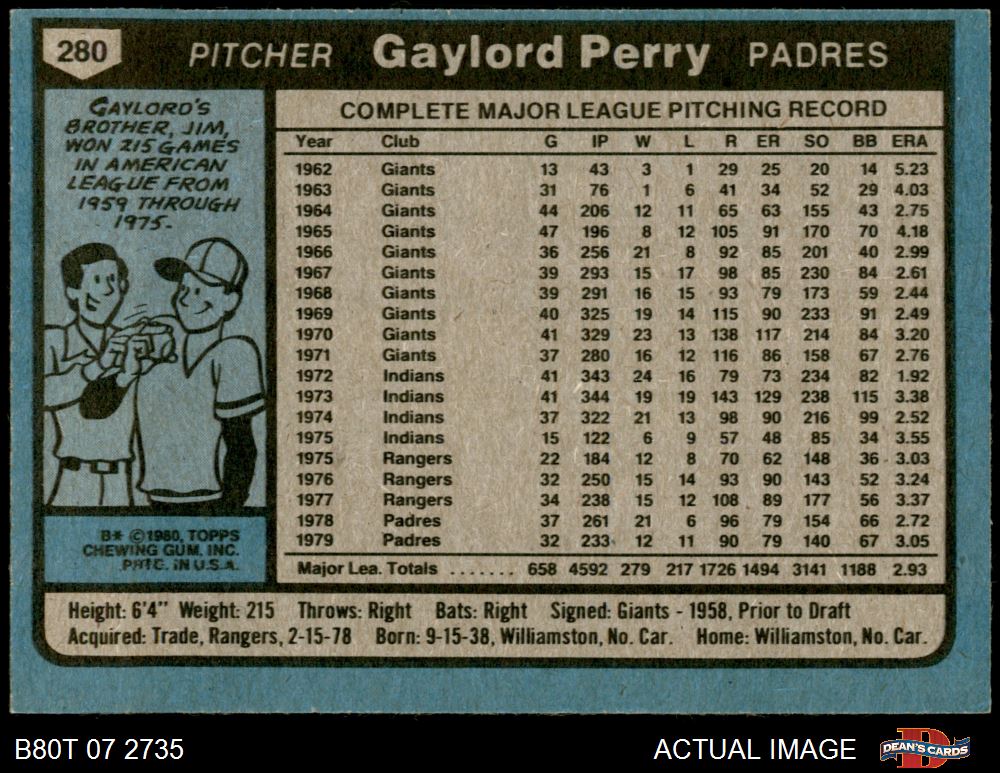 280 PITCHER Gaylord Perry PADRES
GAYLORD'S
BROTHER, JIM,
WON 215 GAMES
IN AMERICAN
LEAGUE FROM
1959 THROUGH
1975.
B* ©1980, TOPPS
CHEWING GUM, INC.
PRTD. IN U.S.A.
COMPLETE MAJOR LEAGUE PITCHING RECORD
Year Club G IP W L R ER SO BB ERA
1962 Giants 13 43 3 1 29 25 20 14 5.23
1963 Giants 31 76 1 6 41 34 52 29 4.03
1964 Giants 44 206 12 11 65 63 155 43 2.75
1965 Giants 47 196 8 12 105 91 170 70 4.18
1966 Giants 36 256 21 8 92 85 201 40 2.99
1967 Giants 39 293 15 17 98 85 230 84 2.61
1968 Giants 39 291 16 15 93 79 173 59 2.44
1969 Giants 40 325 19 14 115 90 233 91 2.49
1970 Giants 41 329 23 13 138 117 214 84 3.20
1971 Giants 37 280 16 12 116 86 158 67 2.76
1972 Indians 41 343 24 16 79 73 234 82 1.92
1973 Indians 41 344 19 19 143 129 238 115 3.38
1974 Indians 37 322 21 13 98 90 216 99 2.52
1975 Indians 15 122 6 9 57 48 85 34 3.55
1975 Rangers 22 184 12 8 70 62 148 36 3.03
1976 Rangers 32 250 15 14 93 90 143 52 3.24
1977 Rangers 34 238 15 12 108 89 177 56 3.37
1978 Padres 37 261 21 6 96 79 154 66 2.72
1979 Padres 32 233 12 11 90 79 140 67 3.05
Major Lea. Totals ....... 658 4592 279 217 1726 1494 3141 1188 2.93
Height: 6'4" Weight: 215 Throws: Right Bats: Right Signed: Giants - 1958, Prior to Draft
Acquired: Trade, Rangers, 2-15-78 Born: 9-15-38, Williamston, No. Car. Home: Williamston, No. Car.
B80T 07 2735 ACTUAL IMAGE DEAN'S CARDS